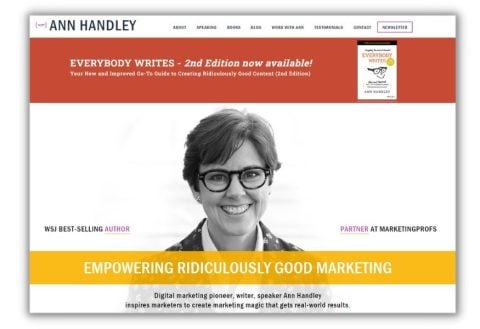 ANN HANDLEY
ABOUT SPEAKING BOOKS BLOG WORK WITH ANN TESTIMONIALS CONTACT NEWSLETTER
EVERYBODY WRITES - 2nd Edition now available!
Your New and Improved Go-To Guide to Creating Ridiculously Good Content (2nd Edition)
EVERYBODY
WRITES
ANN HANDLEY
WSJ BEST-SELLING AUTHOR
PARTNER AT MARKETINGPROFS
EMPOWERING RIDICULOUSLY GOOD MARKETING
Digital marketing pioneer, writer, speaker Ann Handley
inspires marketers to create marketing magic that gets real-world results.